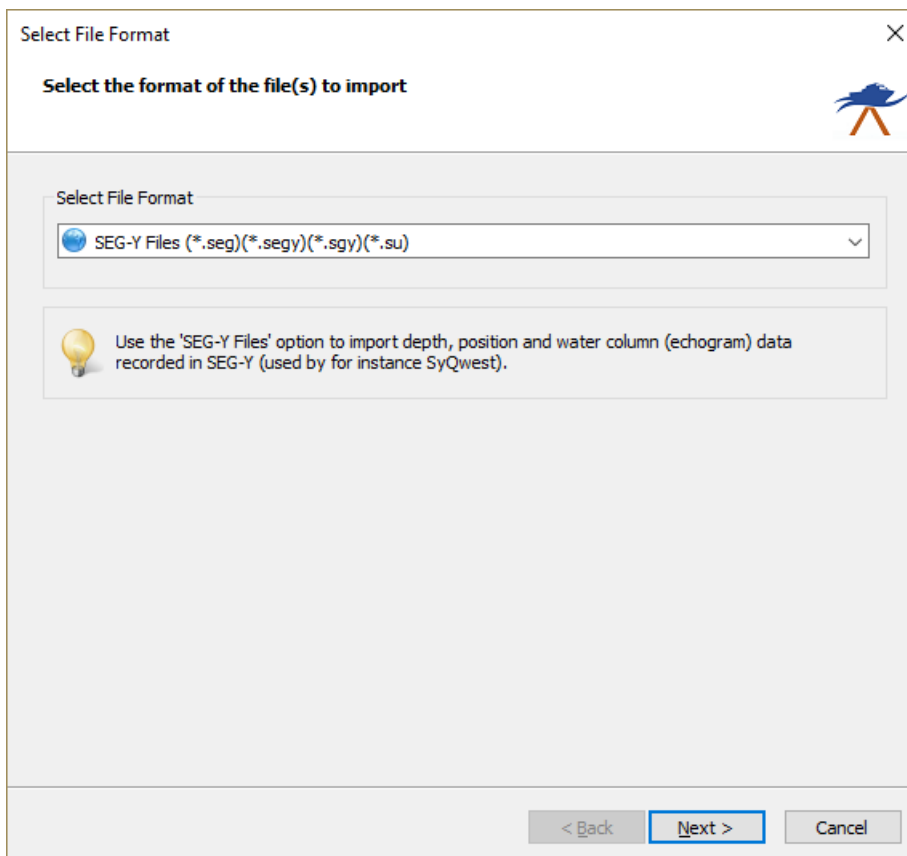 Select File Format
Select the format of the file(s) to import
Select File Format
SEG-Y Files (*.seg)(*.segy)(*.sgy)(*.su)
Use the 'SEG-Y Files' option to import depth, position and water column (echogram) data
recorded in SEG-Y (used by for instance SyQwest).
< Back
Next >
Cancel